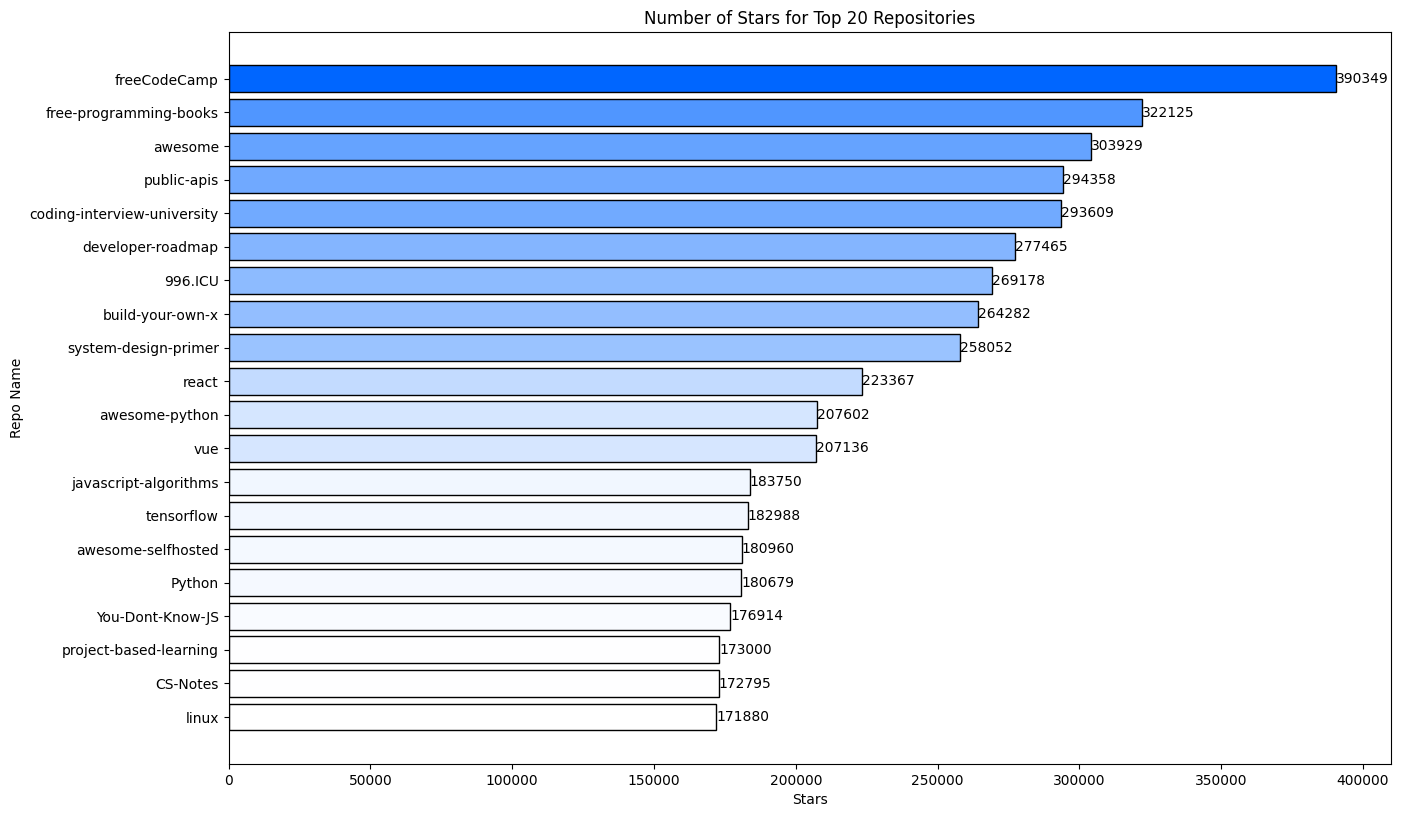 Number of Stars for Top 20 Repositories
Repo Name
freeCodeCamp 390349
free-programming-books 322125
awesome 303929
public-apis 294358
coding-interview-university 293609
developer-roadmap 277465
996.ICU 269178
build-your-own-x 264282
system-design-primer 258052
react 223367
awesome-python 207602
vue 207136
javascript-algorithms 183750
tensorflow 182988
awesome-selfhosted 180960
Python 180679
You-Dont-Know-JS 176914
project-based-learning 173000
CS-Notes 172795
linux 171880
0 50000 100000 150000 200000 250000 300000 350000 400000
Stars